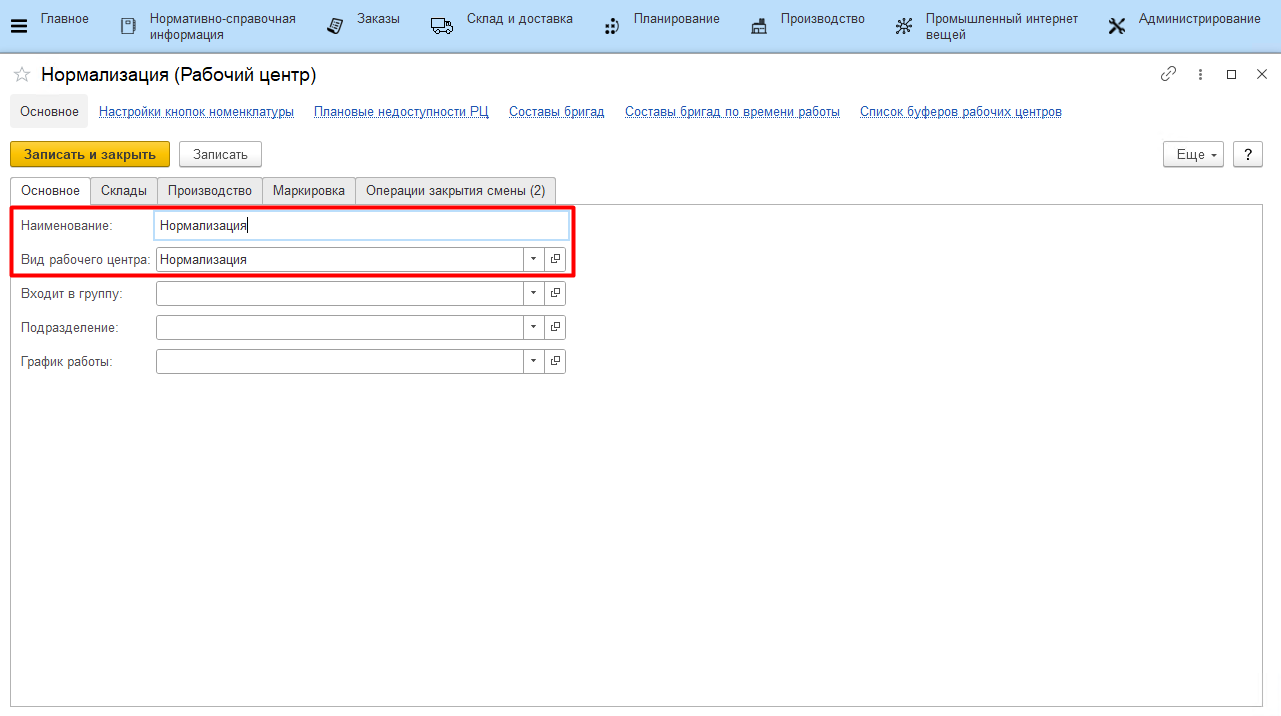 Главное
Нормативно-справочная
информация
Заказы
Склад и доставка
Планирование
Производство
Промышленный интернет
вещей
Администрирование
Нормализация (Рабочий центр)
Основное Настройки кнопок номенклатуры Плановые недоступности РЦ Составы бригад Составы бригад по времени работы Список буферов рабочих центров
Записать и закрыть Записать Еще ?
Основное Склады Производство Маркировка Операции закрытия смены (2)
Наименование: Нормализация
Вид рабочего центра: Нормализация
Входит в группу:
Подразделение:
График работы: